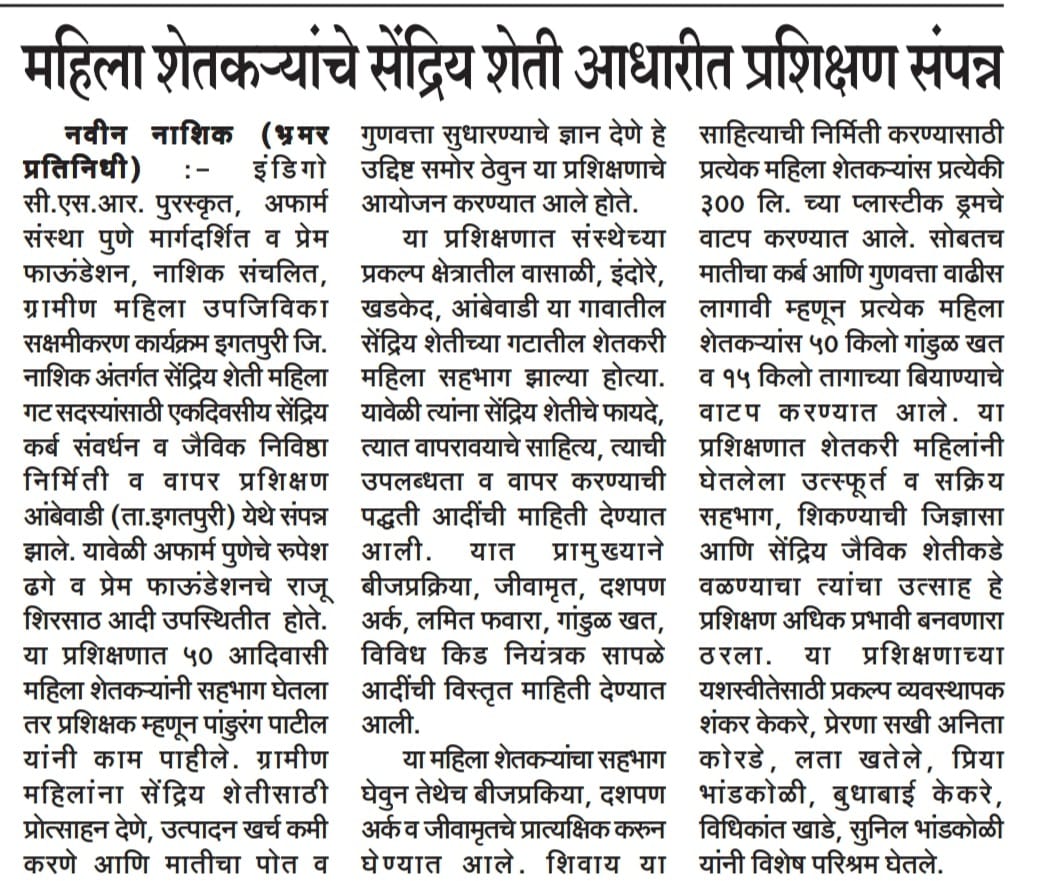 महिला शेतकऱ्यांचे सेंद्रिय शेती आधारीत प्रशिक्षण संपन्न
नवीन नाशिक (भ्रमर
प्रतिनिधी) :- इंडिगो
सी.एस.आर. पुरस्कृत, अफार्म
संस्था पुणे मार्गदर्शित व प्रेम
फाऊंडेशन, नाशिक संचलित,
ग्रामीण महिला उपजिविका
सक्षमीकरण कार्यक्रम इगतपुरी जि.
नाशिक अंतर्गत सेंद्रिय शेती महिला
गट सदस्यांसाठी एकदिवसीय सेंद्रिय
कर्ब संवर्धन व जैविक निविष्ठा
निर्मिती व वापर प्रशिक्षण
आंबेवाडी (ता.इगतपुरी) येथे संपन्न
झाले. यावेळी अफार्म पुणेचे रुपेश
ढगे व प्रेम फाऊंडेशनचे राजू
शिरसाठ आदी उपस्थितीत होते.
या प्रशिक्षणात ५० आदिवासी
महिला शेतकऱ्यांनी सहभाग घेतला
तर प्रशिक्षक म्हणून पांडुरंग पाटील
यांनी काम पाहीले. ग्रामीण
महिलांना सेंद्रिय शेतीसाठी
प्रोत्साहन देणे, उत्पादन खर्च कमी
करणे आणि मातीचा पोत व
गुणवत्ता सुधारण्याचे ज्ञान देणे हे
उद्दिष्ट समोर ठेवुन या प्रशिक्षणाचे
आयोजन करण्यात आले होते.
या प्रशिक्षणात संस्थेच्या
प्रकल्प क्षेत्रातील वासाळी, इंदोरे,
खडकेद, आंबेवाडी या गावातील
सेंद्रिय शेतीच्या गटातील शेतकरी
महिला सहभाग झाल्या होत्या.
यावेळी त्यांना सेंद्रिय शेतीचे फायदे,
त्यात वापरावयाचे साहित्य, त्याची
उपलब्धता व वापर करण्याची
पद्धती आदींची माहिती देण्यात
आली. यात प्रामुख्याने
बीजप्रक्रिया, जीवामृत, दशपण
अर्क, लमित फवारा, गांडुळ खत,
विविध किड नियंत्रक सापळे
आदींची विस्तृत माहिती देण्यात
आली.
या महिला शेतकऱ्यांचा सहभाग
घेवुन तेथेच बीजप्रकिया, दशपण
अर्क व जीवामृतचे प्रात्यक्षिक करुन
घेण्यात आले. शिवाय या
साहित्याची निर्मिती करण्यासाठी
प्रत्येक महिला शेतकऱ्यांस प्रत्येकी
३०० लि. च्या प्लास्टीक ड्रमचे
वाटप करण्यात आले. सोबतच
मातीचा कर्ब आणि गुणवत्ता वाढीस
लागावी म्हणून प्रत्येक महिला
शेतकऱ्यांस ५० किलो गांडुळ खत
व १५ किलो तागाच्या बियाण्याचे
वाटप करण्यात आले. या
प्रशिक्षणात शेतकरी महिलांनी
घेतलेला उत्स्फूर्त व सक्रिय
सहभाग, शिकण्याची जिज्ञासा
आणि सेंद्रिय जैविक शेतीकडे
वळण्याचा त्यांचा उत्साह हे
प्रशिक्षण अधिक प्रभावी बनवणारा
ठरला. या प्रशिक्षणाच्या
यशस्वीतेसाठी प्रकल्प व्यवस्थापक
शंकर केकरे, प्रेरणा सखी अनिता
कोरडे, लता खतेले, प्रिया
भांडकोळी, बुधाबाई केकरे,
विधिकांत खाडे, सुनिल भांडकोळी
यांनी विशेष परिश्रम घेतले.